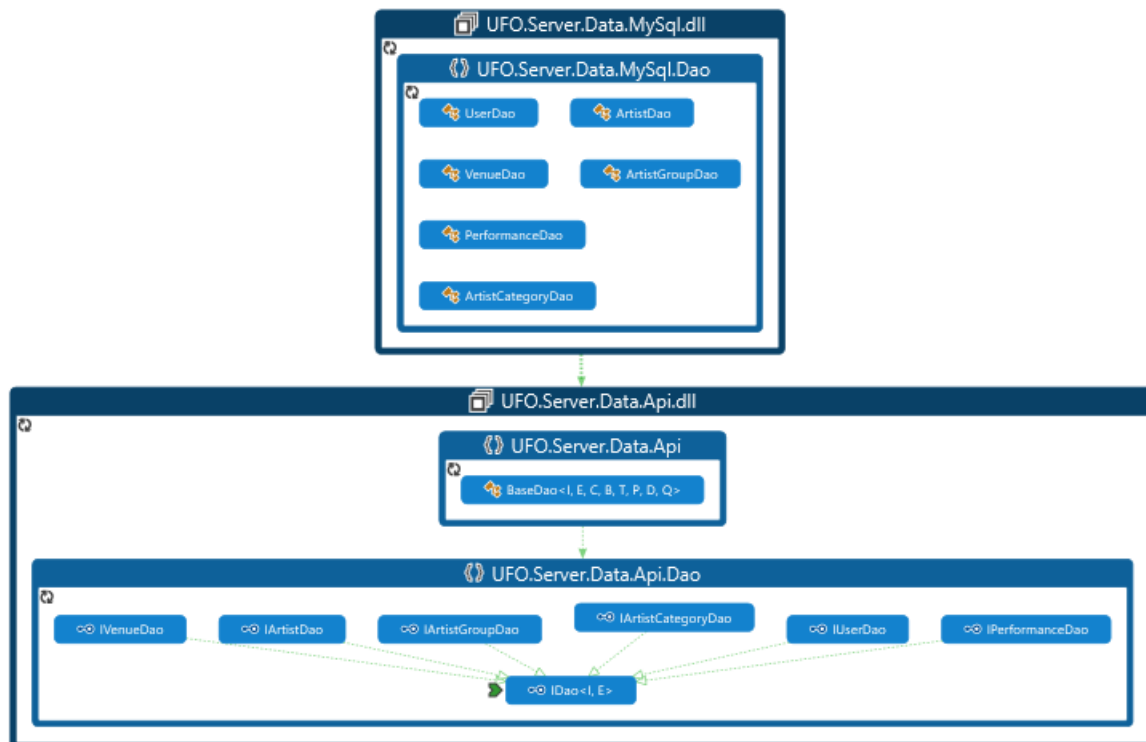 UFO.Server.Data.MySql.dll
UFO.Server.Data.MySql.Dao
UserDao
ArtistDao
VenueDao
ArtistGroupDao
PerformanceDao
ArtistCategoryDao
UFO.Server.Data.Api.dll
UFO.Server.Data.Api
BaseDao<I, E, C, B, T, P, D, Q>
UFO.Server.Data.Api.Dao
IVenueDao
IArtistDao
IArtistGroupDao
IArtistCategoryDao
IUserDao
IPerformanceDao
IDao<I, E>